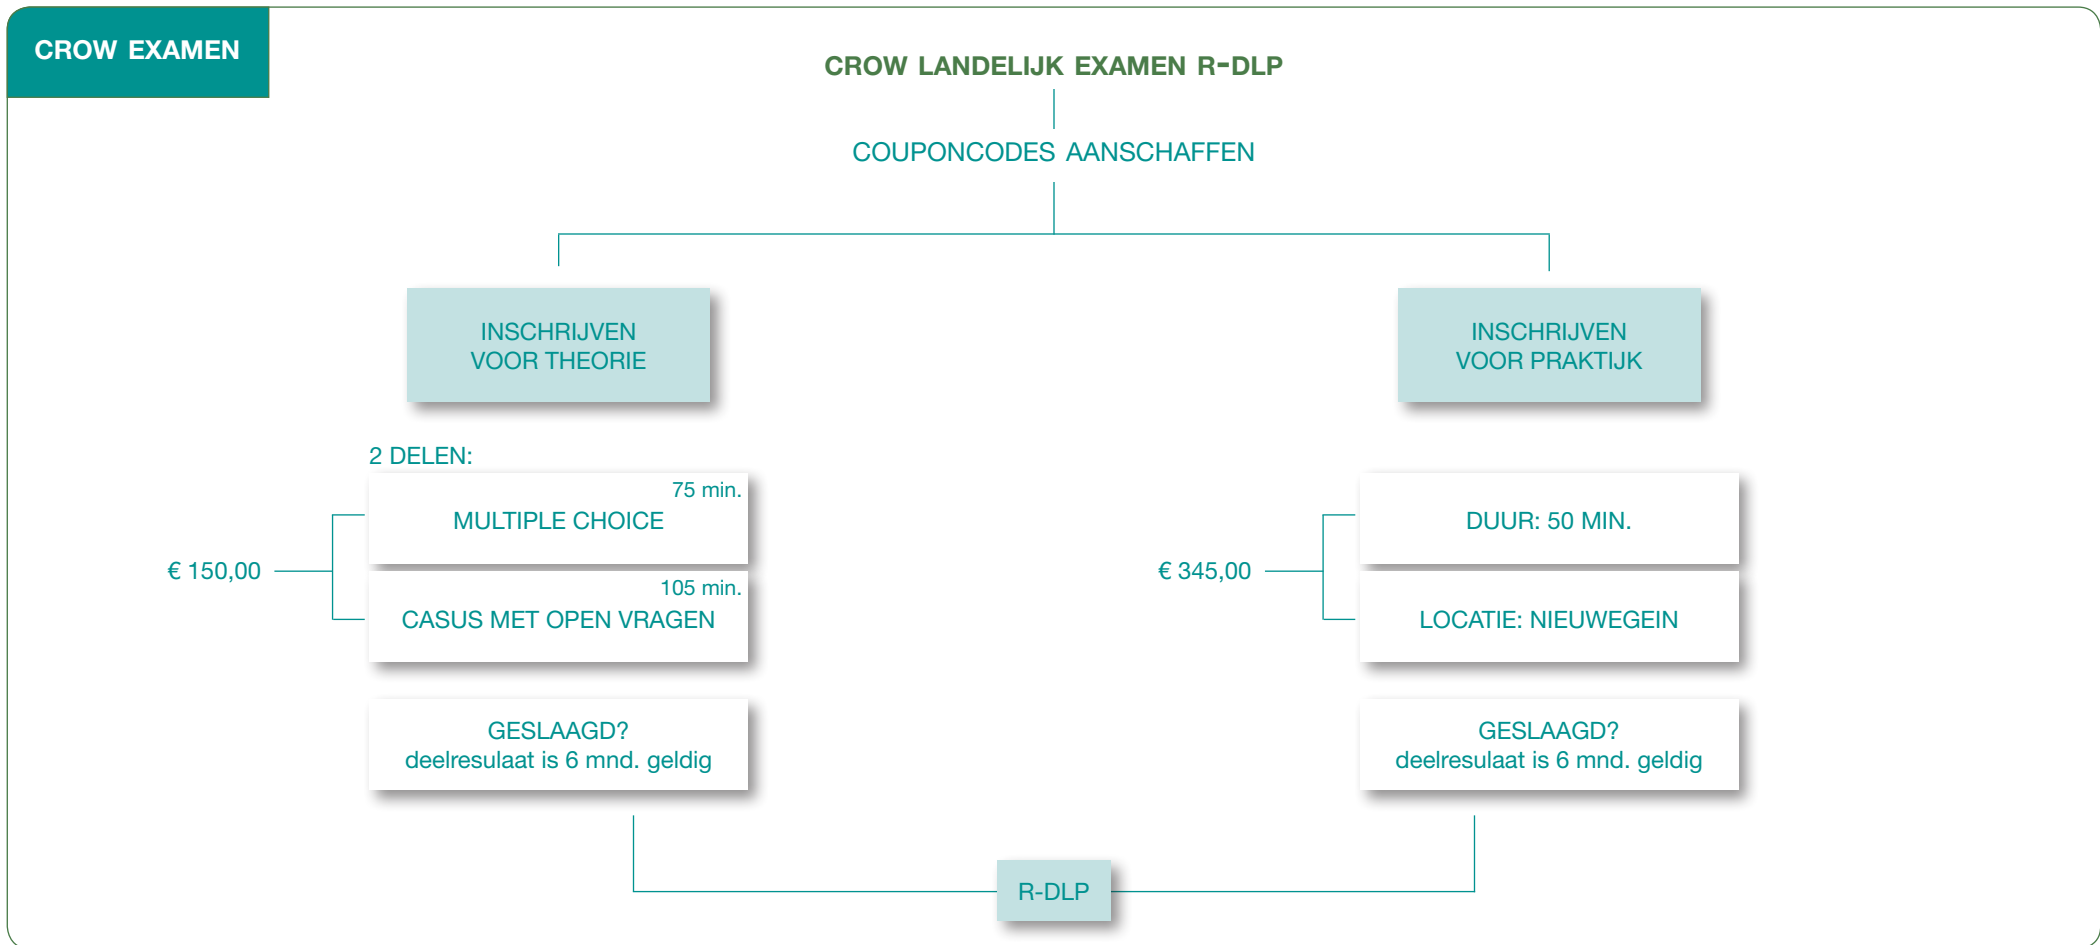 CROW EXAMEN
CROW LANDELIJK EXAMEN R-DLP
COUPONCODES AANSCHAFFEN
INSCHRIJVEN
VOOR THEORIE
2 DELEN:
75 min.
MULTIPLE CHOICE
€ 150,00
105 min.
CASUS MET OPEN VRAGEN
GESLAAGD?
deelresulaat is 6 mnd. geldig
INSCHRIJVEN
VOOR PRAKTIJK
DUUR: 50 MIN.
€ 345,00
LOCATIE: NIEUWEGEIN
GESLAAGD?
deelresulaat is 6 mnd. geldig
R-DLP